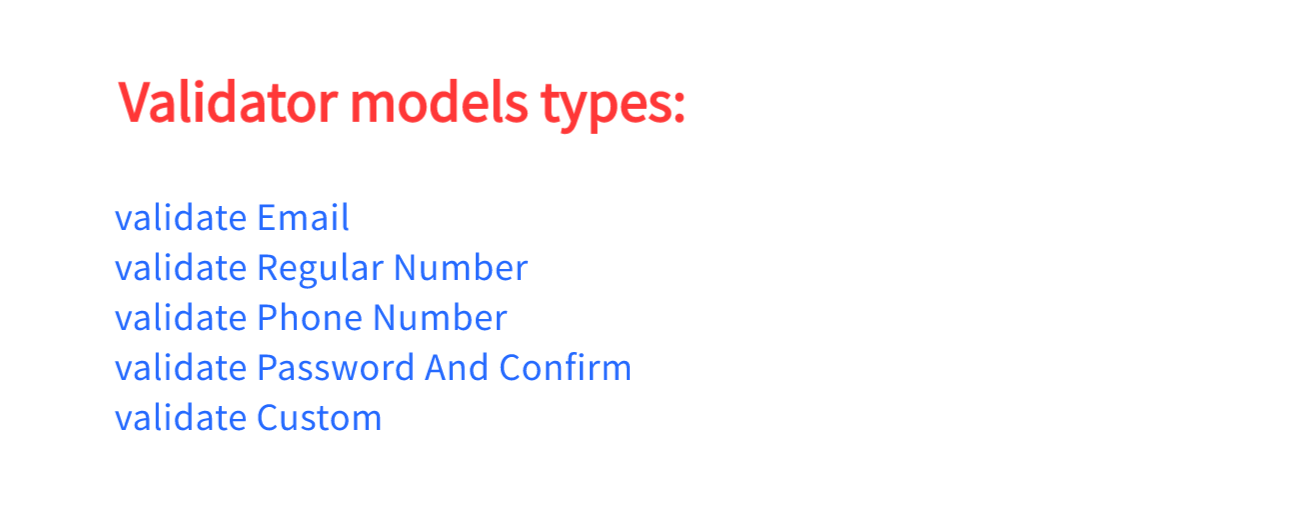 Validator models types:
validate Email
validate Regular Number
validate Phone Number
validate Password And Confirm
validate Custom